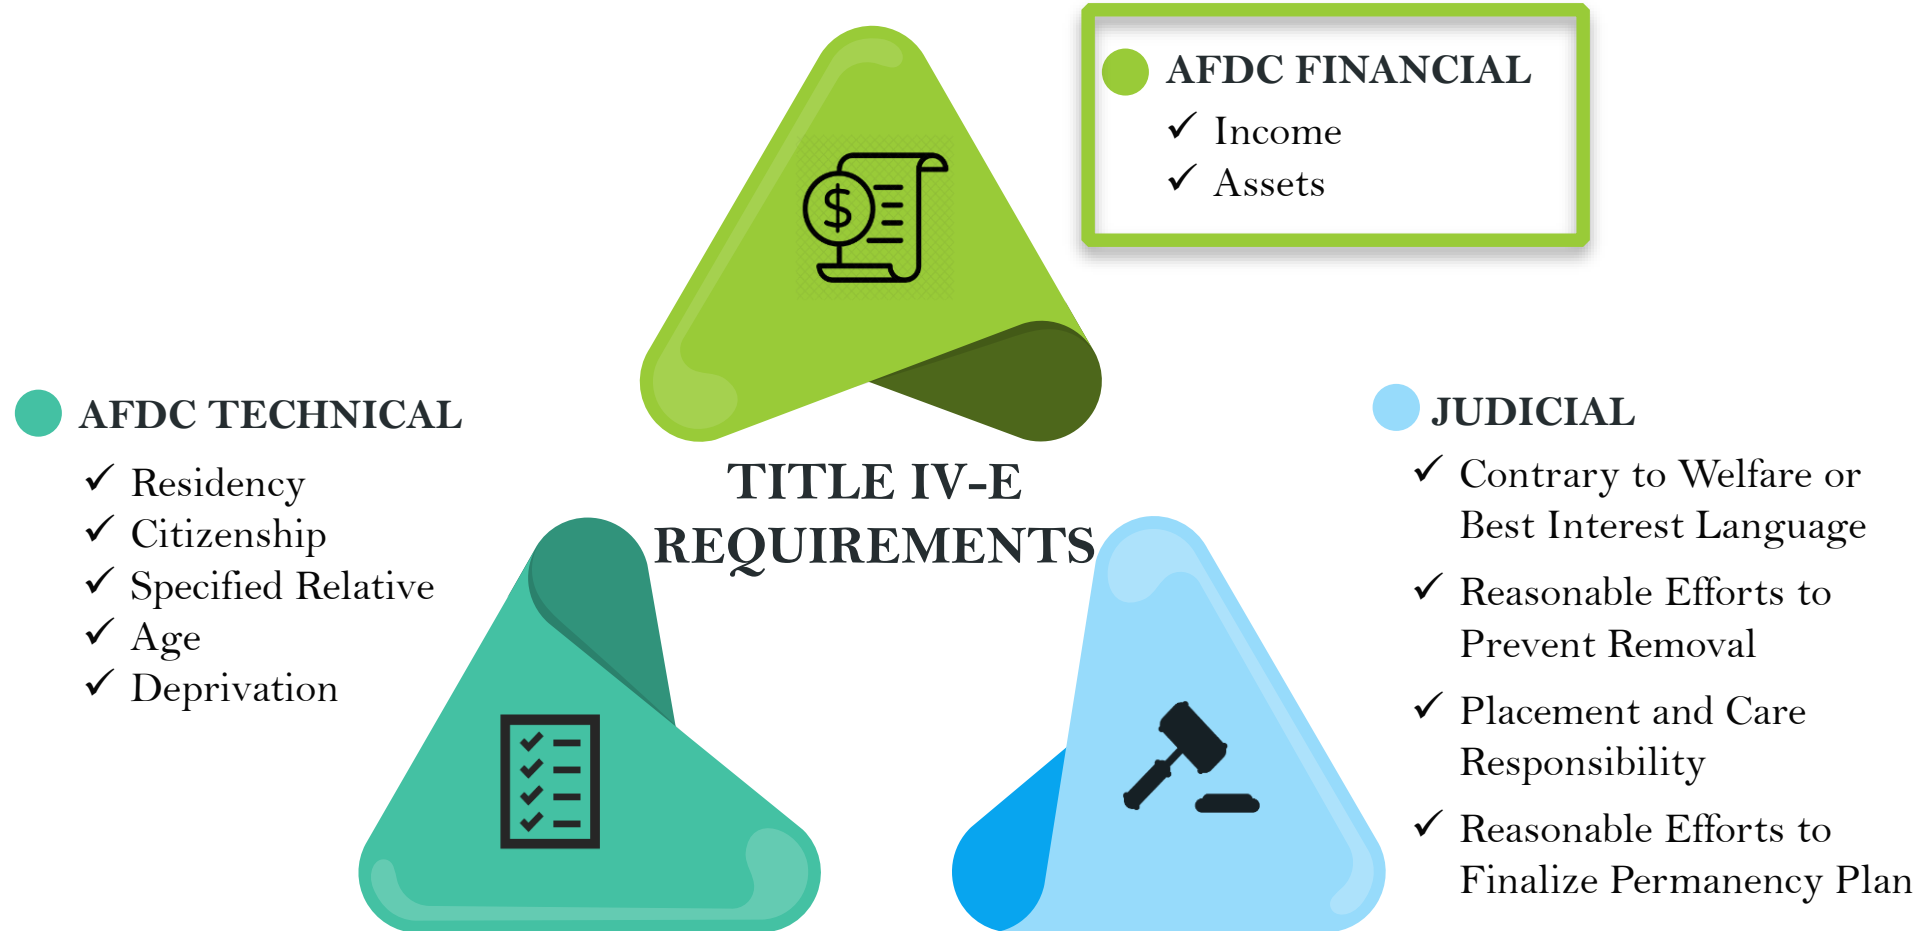 AFDC FINANCIAL
✓ Income
✓ Assets
AFDC TECHNICAL
✓ Residency
✓ Citizenship
✓ Specified Relative
✓ Age
✓ Deprivation
TITLE IV-E
REQUIREMENTS
JUDICIAL
✓ Contrary to Welfare or
Best Interest Language
✓ Reasonable Efforts to
Prevent Removal
✓ Placement and Care
Responsibility
✓ Reasonable Efforts to
Finalize Permanency Plan
$